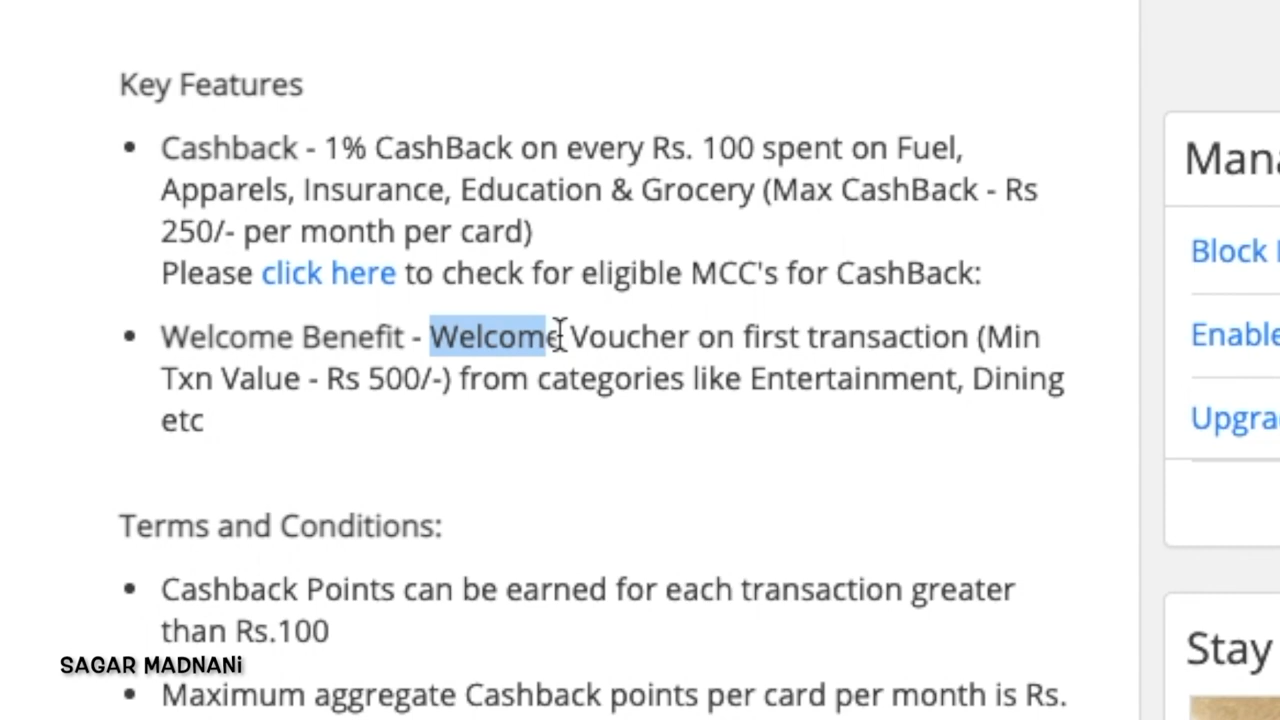 Key Features
Cashback - 1% CashBack on every Rs. 100 spent on Fuel,
Apparels, Insurance, Education & Grocery (Max CashBack - Rs
250/- per month per card)
Please click here to check for eligible MCC's for CashBack:
Welcome Benefit - Welcome Voucher on first transaction (Min
Txn Value - Rs 500/-) from categories like Entertainment, Dining
etc
Terms and Conditions:
Cashback Points can be earned for each transaction greater
than Rs.100
Maximum aggregate Cashback points per card per month is Rs.
SAGAR MADNANi
Block
Enable
Stay